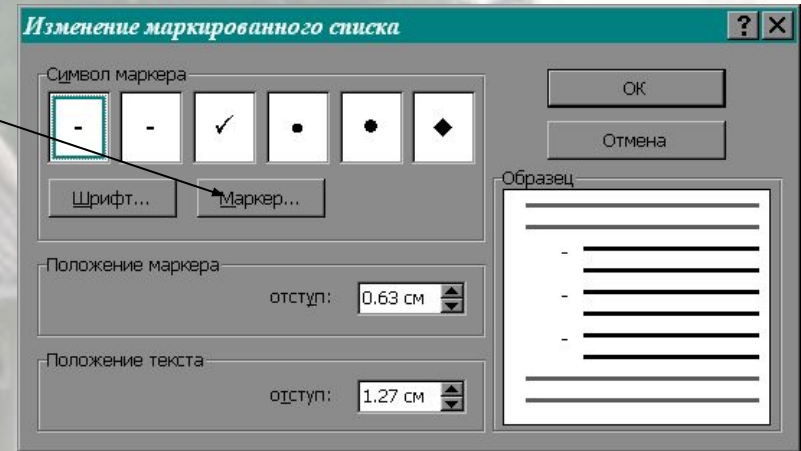 Изменение маркированного списка
Символ маркера
ОК
Отмена
Шрифт...
Маркер...
Образец
Положение маркера
отступ: 0.63 см
Положение текста
отступ: 1.27 см